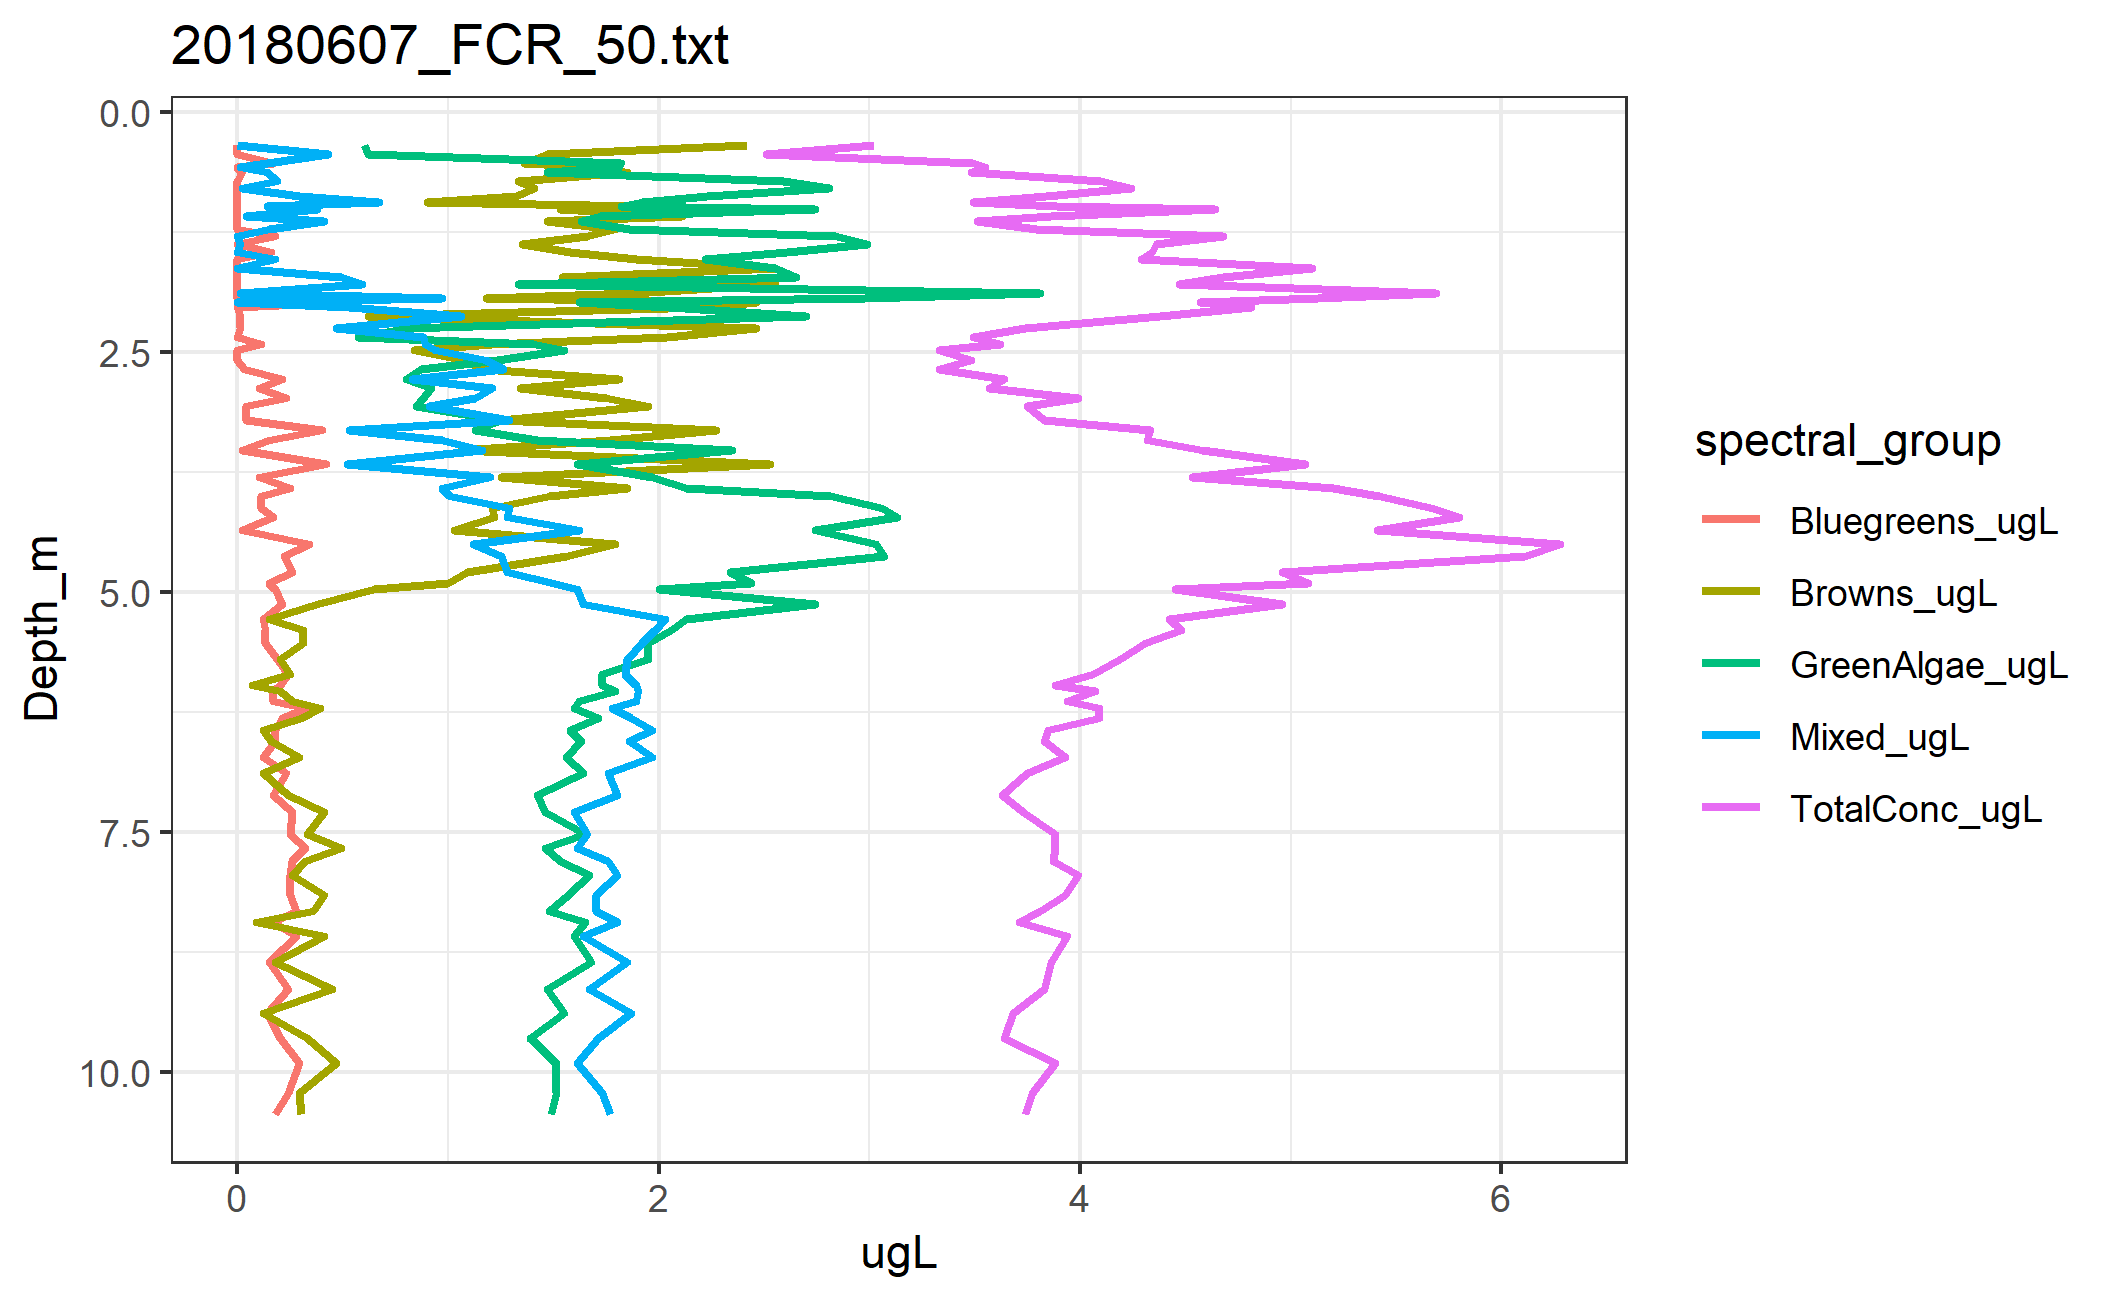 20180607_FCR_50.txt
0.0
2.5
5.0
7.5
10.0
Depth_m
0 2 4 6
ugL
spectral_group
Bluegreens_ugL
Browns_ugL
GreenAlgae_ugL
Mixed_ugL
TotalConc_ugL